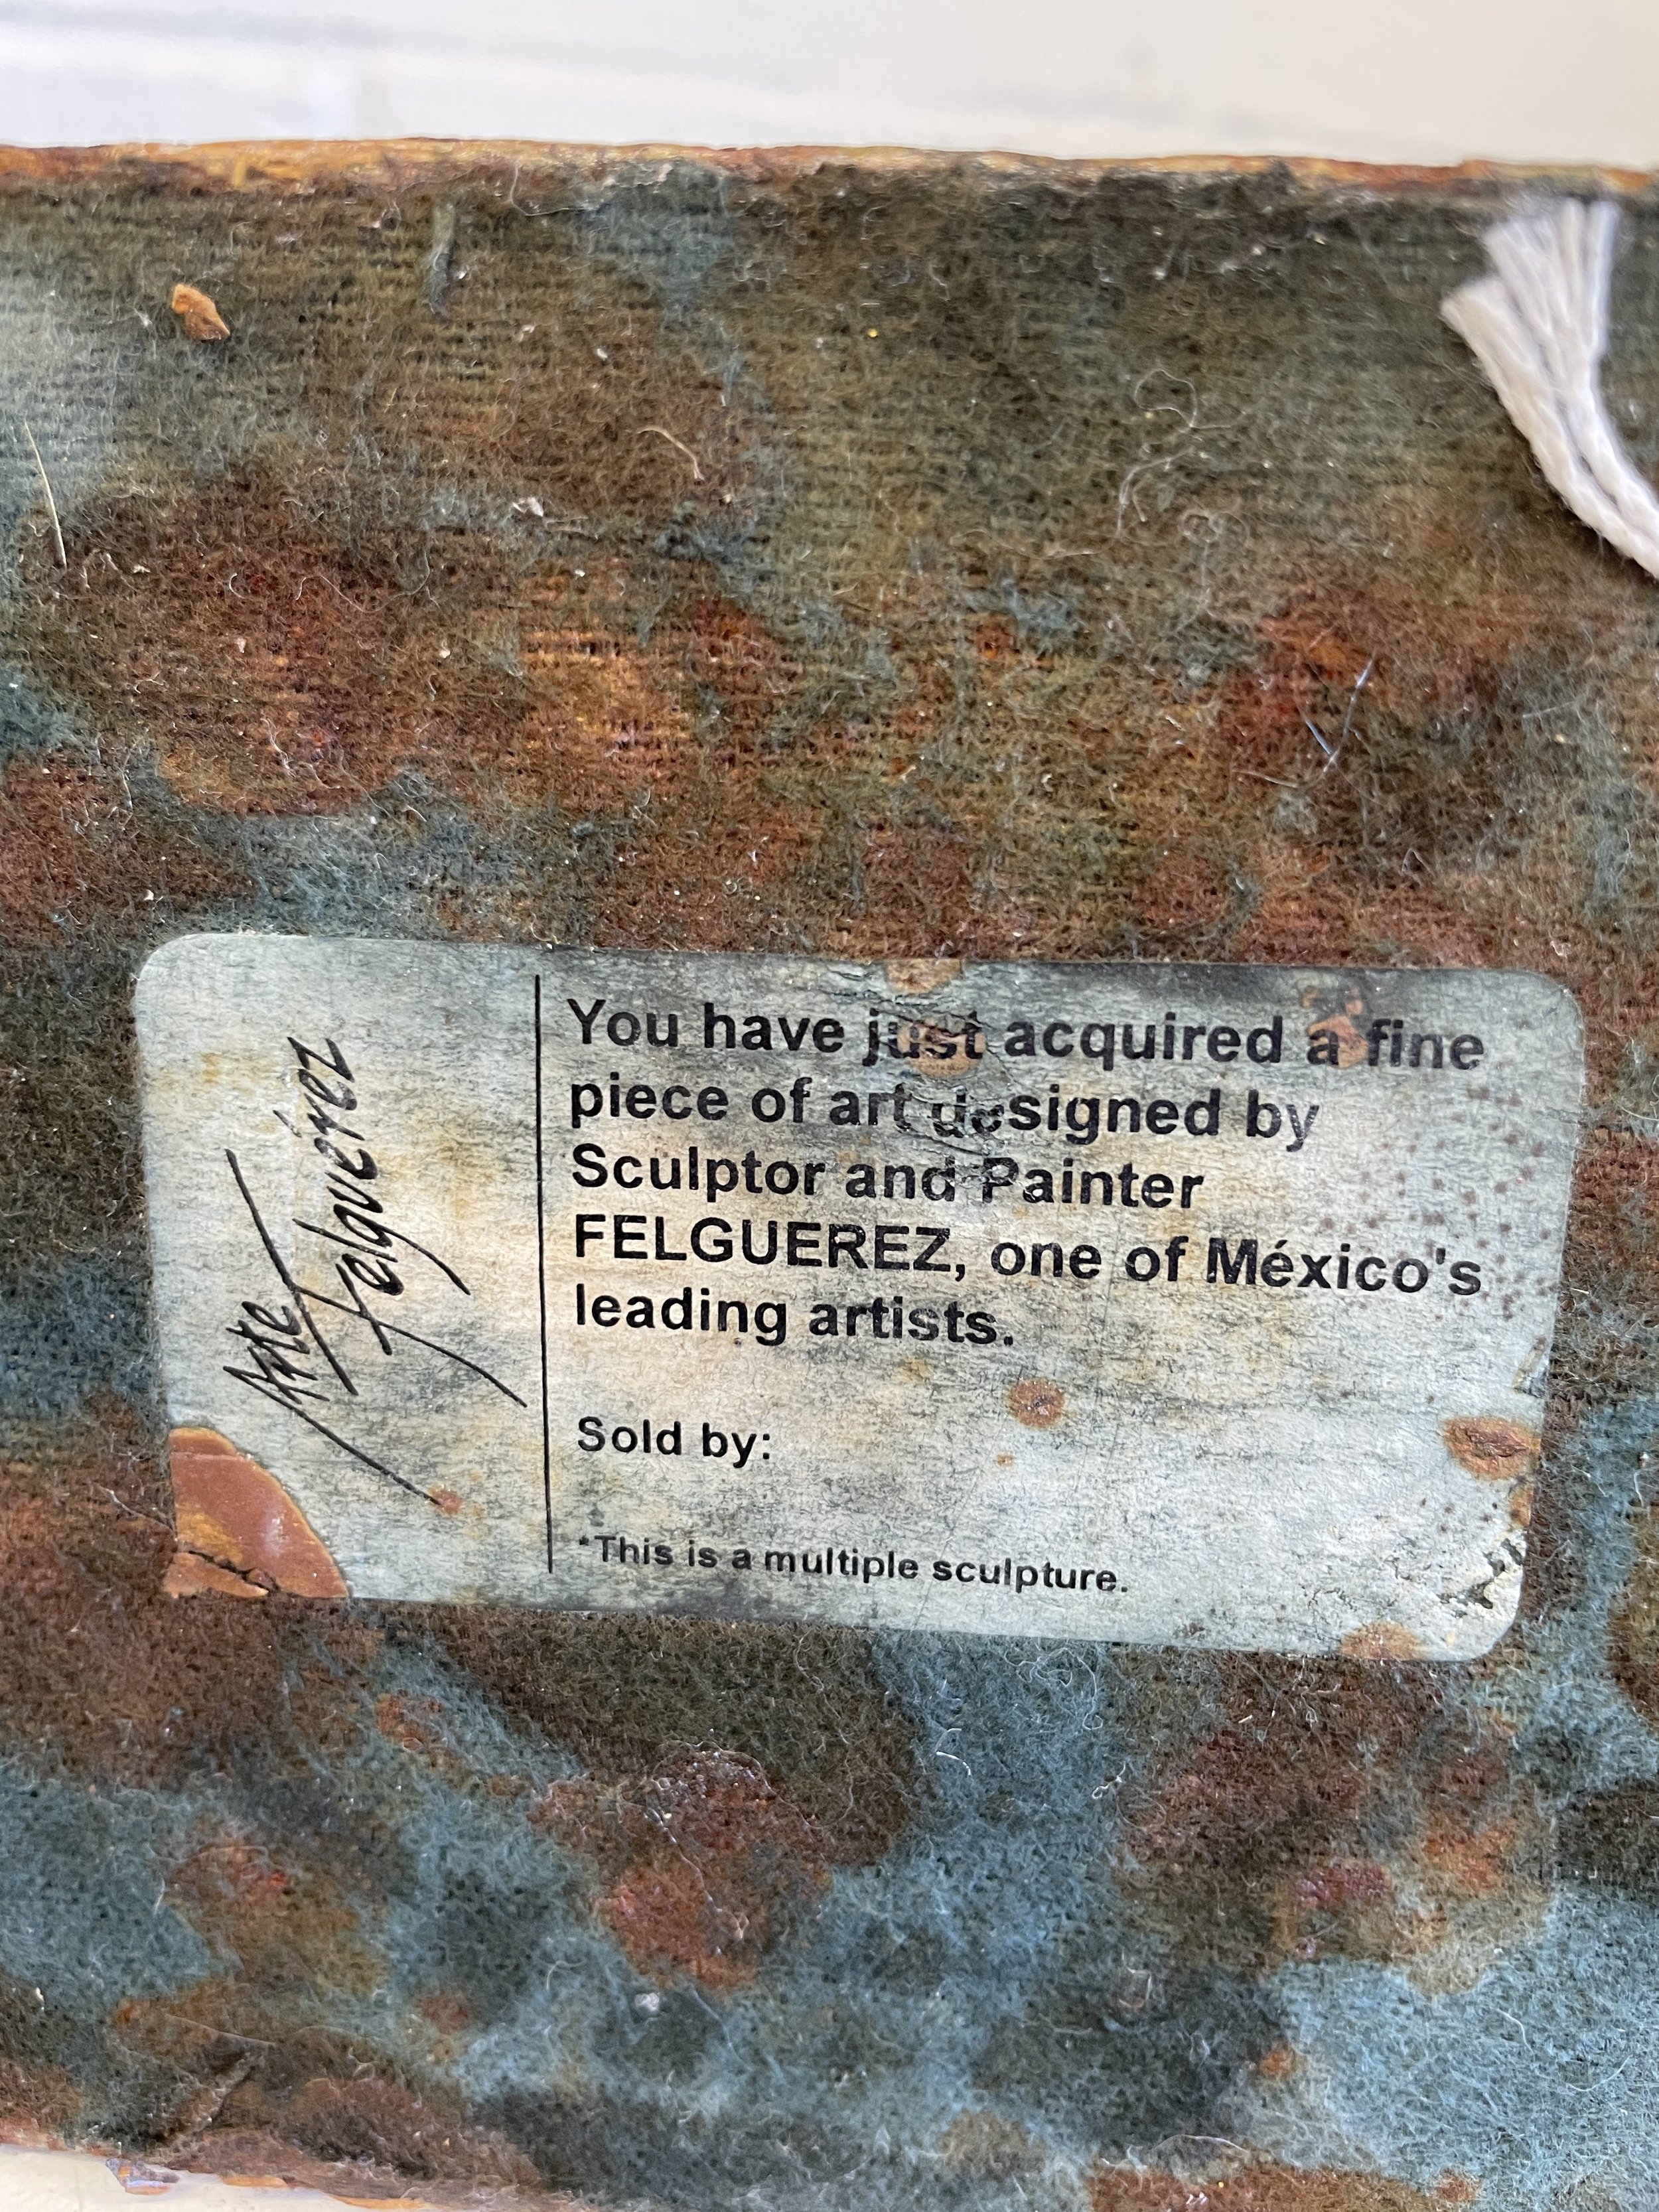 Arte
Felguérez
You have just acquired a fine
piece of art designed by
Sculptor and Painter
FELGUEREZ, one of México's
leading artists.
Sold by:
*This is a multiple sculpture.